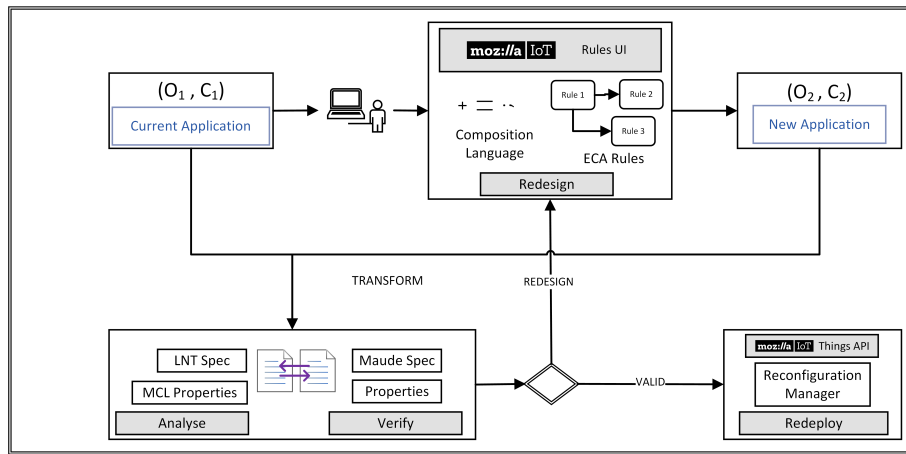 moz://a IoT Rules UI
(O1 , C1)
Current Application
Rule 1
Rule 2
Rule 3
Composition
Language
ECA Rules
Redesign
(O2 , C2)
New Application
TRANSFORM
REDESIGN
LNT Spec
MCL Properties
Analyse
Maude Spec
Properties
Verify
VALID
moz://a IoT Things API
Reconfiguration
Manager
Redeploy